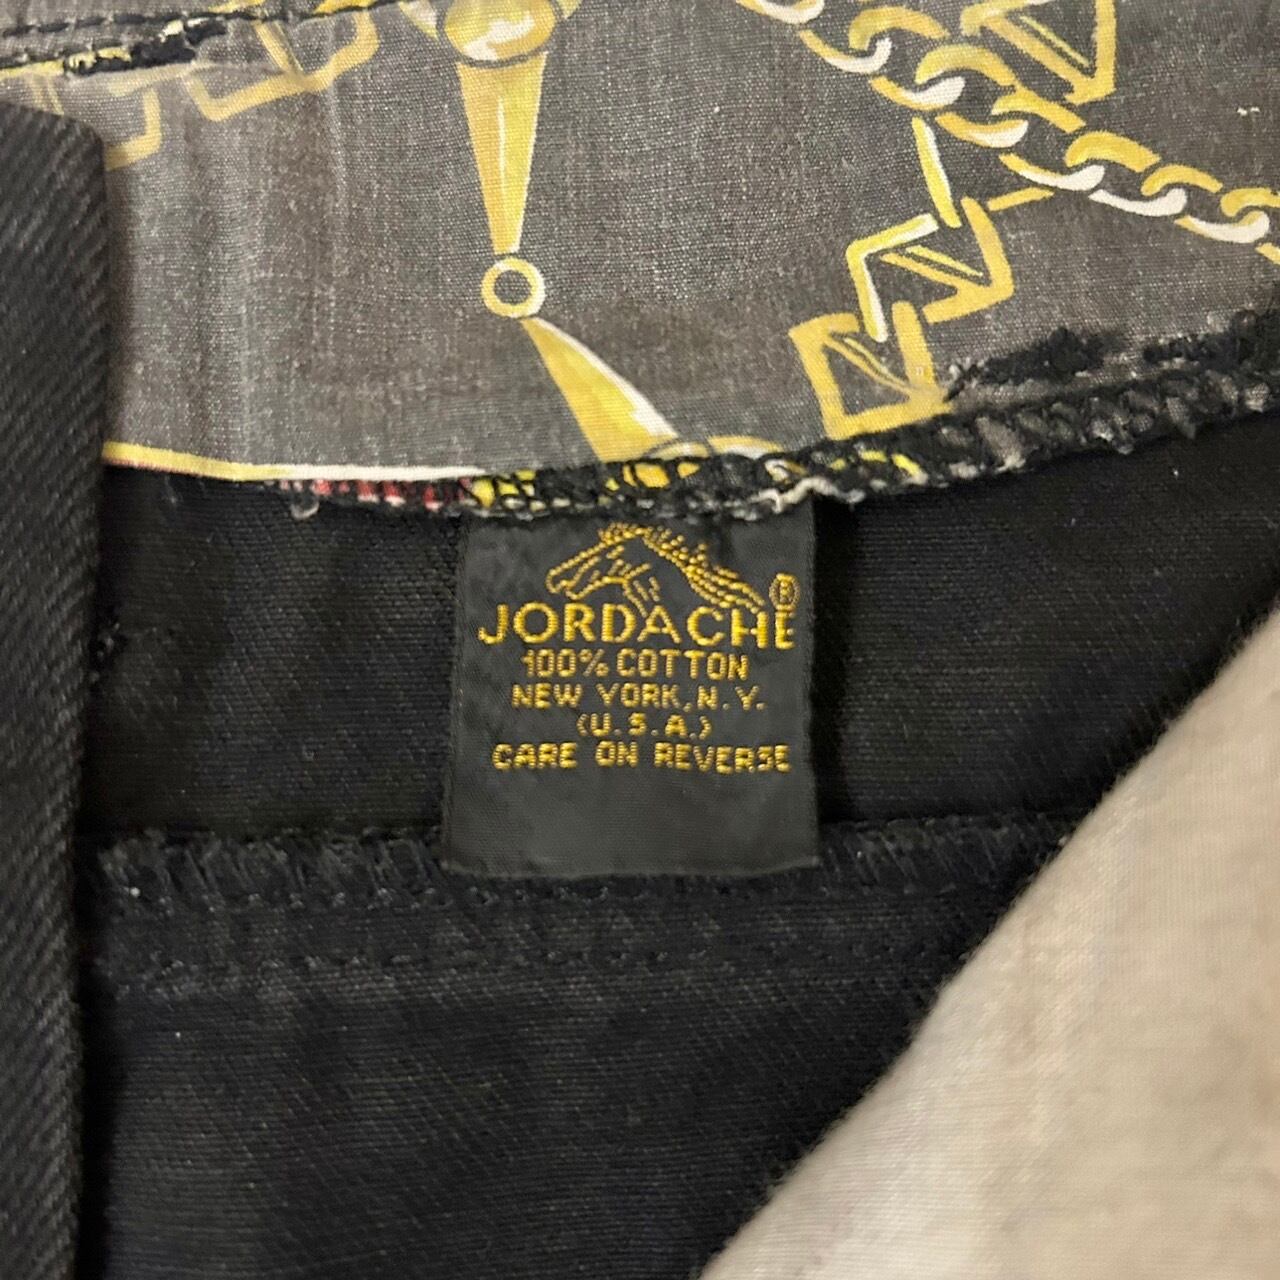 ®
JORDACHE
100% COTTON
NEW YORK, N.Y.
(U.S.A.)
CARE ON REVERSE